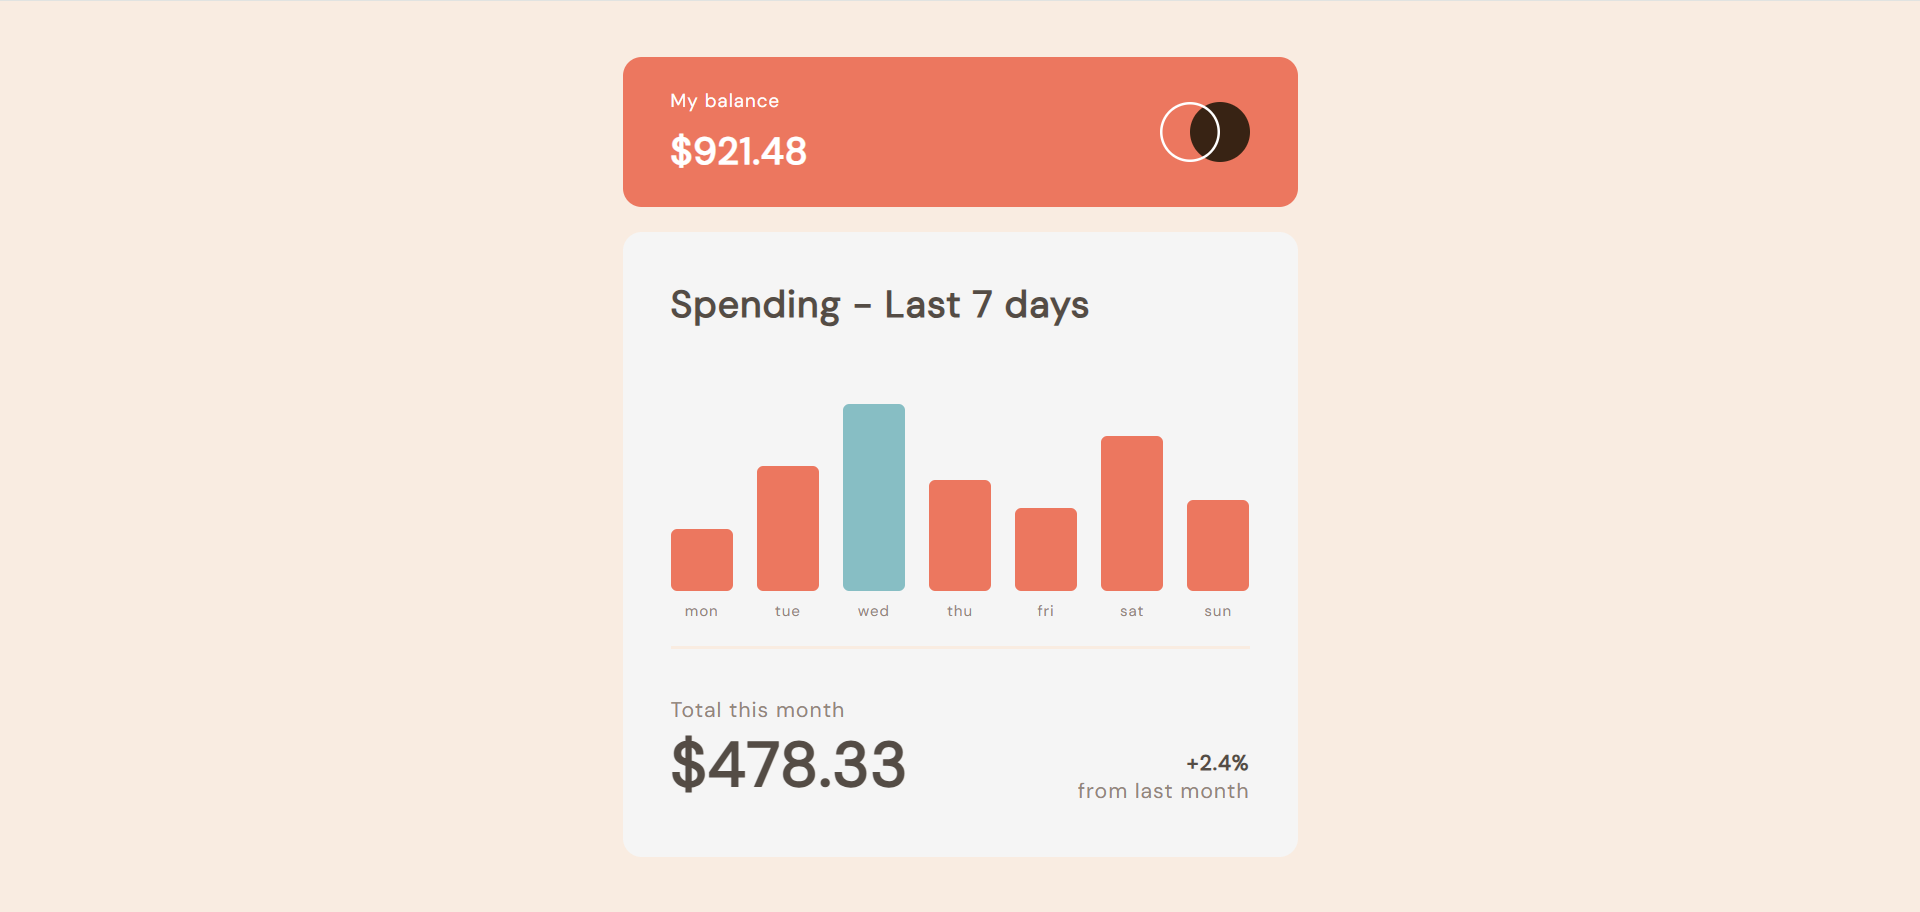 My balance
$921.48
Spending - Last 7 days
mon tue wed thu fri sat sun
Total this month
$478.33
+2.4%
from last month